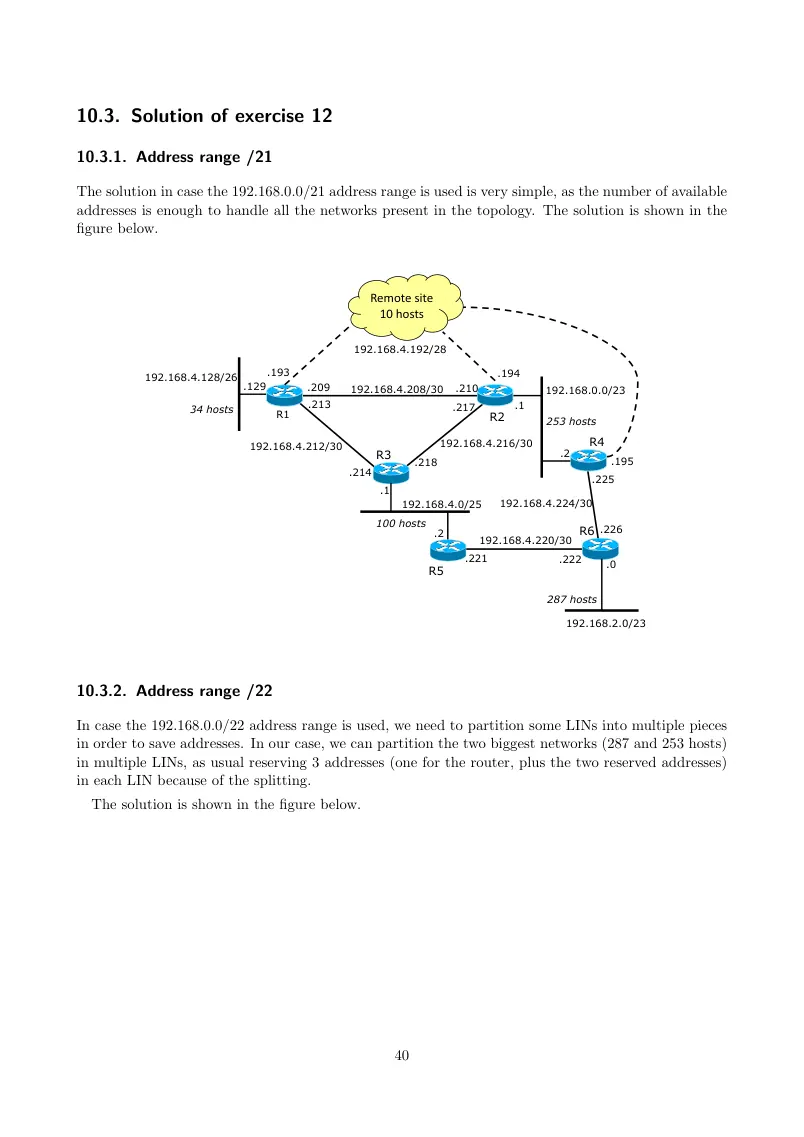 10.3. Solution of exercise 12
10.3.1. Address range /21
The solution in case the 192.168.0.0/21 address range is used is very simple, as the number of available
addresses is enough to handle all the networks present in the topology. The solution is shown in the
figure below.
Remote site
10 hosts
192.168.4.192/28
.193
.194
192.168.4.128/26
.129
.209
192.168.4.208/30
.210
192.168.0.0/23
34 hosts
R1
.213
.217
.1
R2
253 hosts
192.168.4.212/30
R3
192.168.4.216/30
R4
.2
.195
.214
.218
.225
.1
192.168.4.0/25
192.168.4.224/30
100 hosts
.2
192.168.4.220/30
R6
.226
R5
.221
.222
.0
287 hosts
192.168.2.0/23
10.3.2. Address range /22
In case the 192.168.0.0/22 address range is used, we need to partition some LINs into multiple pieces
in order to save addresses. In our case, we can partition the two biggest networks (287 and 253 hosts)
in multiple LINs, as usual reserving 3 addresses (one for the router, plus the two reserved addresses)
in each LIN because of the splitting.
The solution is shown in the figure below.
40